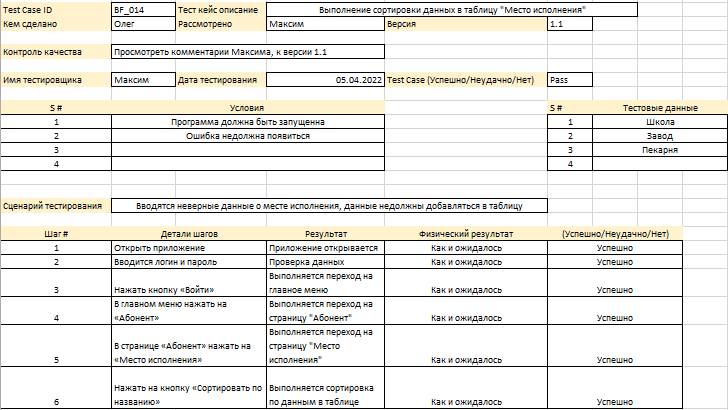 Test Case ID BF_014 Тест кейс описание Выполнение сортировки данных в таблицу "Место исполнения"
Кем сделано Олег Рассмотрено Максим Версия 1.1
Контроль качества Просмотреть комментарии Максима, к версии 1.1
Имя тестировщика Максим Дата тестирования 05.04.2022 Test Case (Успешно/Неудачно/Нет) Pass
S # Условия S # Тестовые данные
1 Программа должна быть запущенна 1 Школа
2 Ошибка недолжна появиться 2 Завод
3 3 Пекарня
4 4
Сценарий тестирования Вводятся неверные данные о месте исполнения, данные недолжны добавляться в таблицу
Шаг # Детали шагов Результат Физический результат (Успешно/Неудачно/Нет)
1 Открыть приложение Приложение открывается Как и ожидалось Успешно
2 Вводится логин и пароль Проверка данных Как и ожидалось Успешно
Выполняется переход на
3 Нажать кнопку «Войти» главное меню Как и ожидалось Успешно
В главном меню нажать на Выполняется переход на
4 «Абонент» страницу "Абонент" Как и ожидалось Успешно
Выполняется переход на
В странице «Абонент» нажать на страницу "Место
5 «Место исполнения» исполнения" Как и ожидалось Успешно
Нажать на кнопку «Сортировать по Выполняется сортировка
6 названию» по данным в таблице Как и ожидалось Успешно